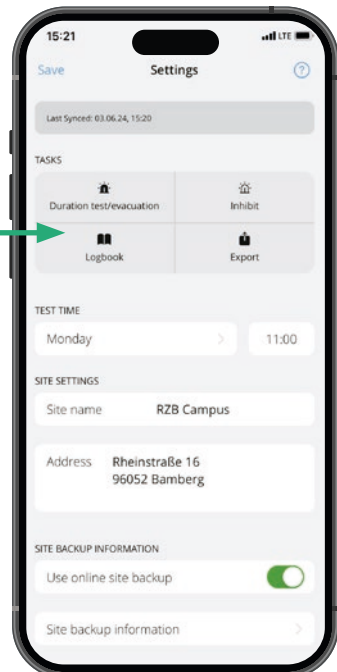 15:21
LTE
Save Settings ?
Last Synced: 03.06.24, 15:20
TASKS
Duration test/evacuation Inhibit
Logbook Export
TEST TIME
Monday 11:00
SITE SETTINGS
Site name RZB Campus
Address Rheinstraße 16
96052 Bamberg
SITE BACKUP INFORMATION
Use online site backup
Site backup information